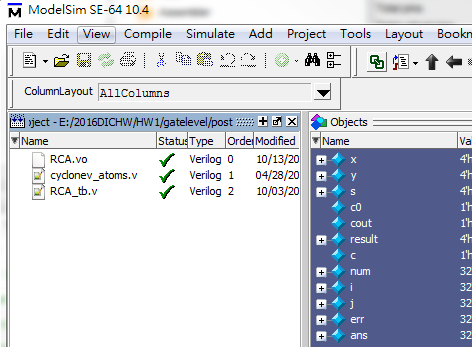 ModelSim SE-64 10.4
File Edit View Compile Simulate Add Project Tools Layout Bookm
ColumnLayout AllColumns
oject - E:/2016DICHW/HW1/gatelevel/post
Name Status Type Order Modified
RCA.vo Verilog 0 10/13/20
cyclonev_atoms.v Verilog 1 04/28/20
RCA_tb.v Verilog 2 10/03/20
Objects
Name Val
x 4'h
y 4'h
s 4'h
c0 1'h
cout 1'h
result 4'h
c 1'h
num 32
i 32
j 32
err 32
ans 32